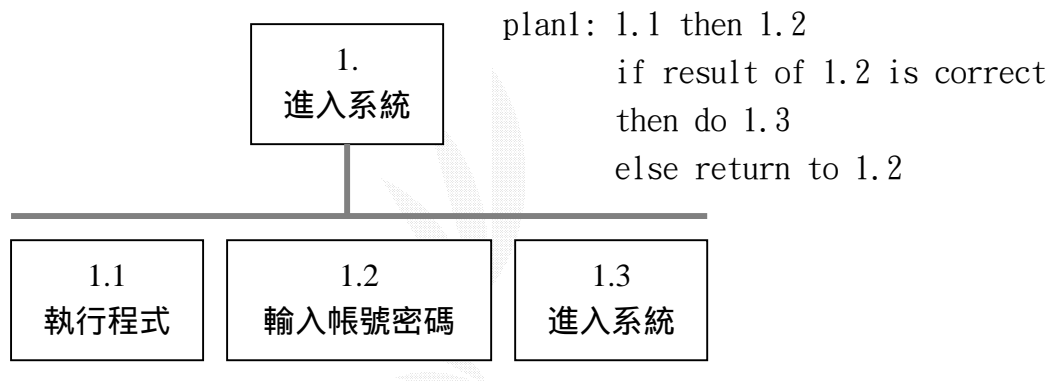 1.
進入系統
plan1: 1.1 then 1.2
if result of 1.2 is correct
then do 1.3
else return to 1.2
1.1
執行程式
1.2
輸入帳號密碼
1.3
進入系統